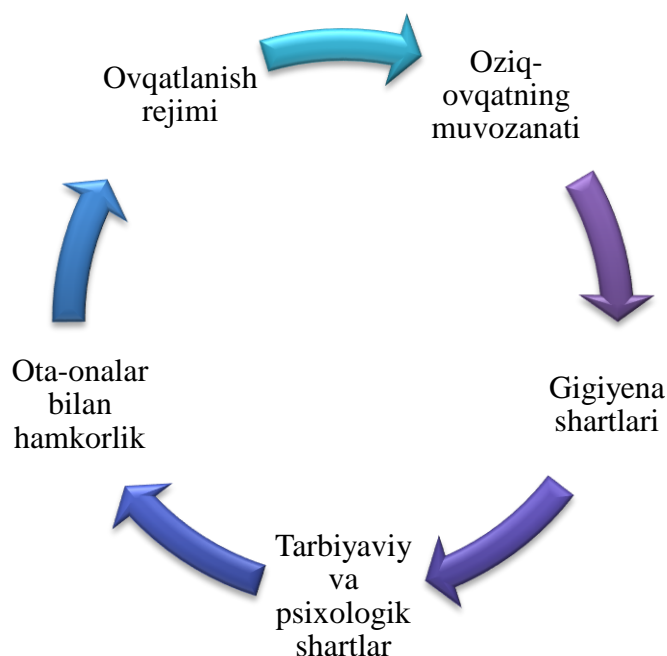 Ovqatlanish
rejimi
Oziq-
ovqatning
muvozanati
Gigiyena
shartlari
Tarbiyaviy
va
psixologik
shartlar
Ota-onalar
bilan
hamkorlik